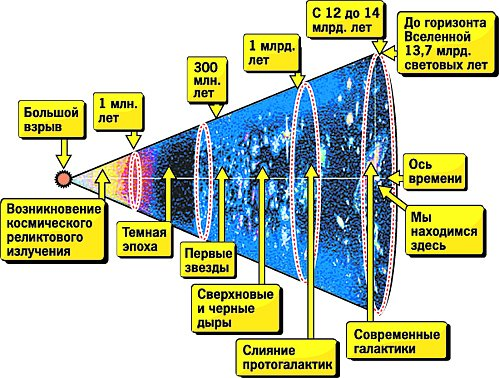 С 12 до 14
млрд. лет
До горизонта
Вселенной
13,7 млрд.
световых лет
1 млрд. лет
300
млн.
лет
1 млн.
лет
Большой
взрыв
Ось
времени
Мы
находимся
здесь
Возникновение
космического
реликтового
излучения
Темная
эпоха
Первые
звезды
Сверхновые
и черные
дыры
Слияние
протогалактик
Современные
галактики